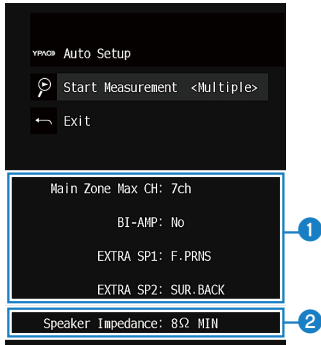 YPAO Auto Setup
Start Measurement <Multiple>
Exit
Main Zone Max CH: 7ch
BI-AMP: No
EXTRA SP1: F.PRNS
EXTRA SP2: SUR.BACK
1
Speaker Impedance: 8Ω MIN
2